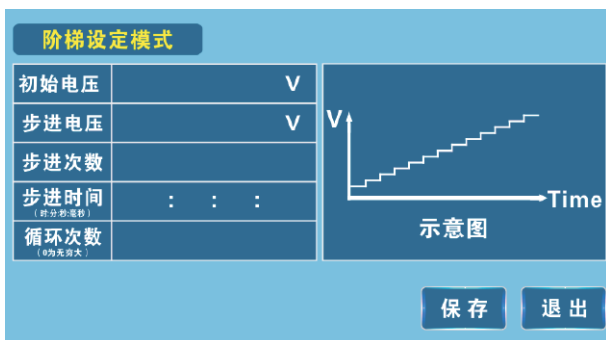 阶梯设定模式
初始电压 V
步进电压 V
步进次数
步进时间 : : :
(时:分:秒:毫秒)
循环次数
(0为无穷大)
V
Time
示意图
保存 退出